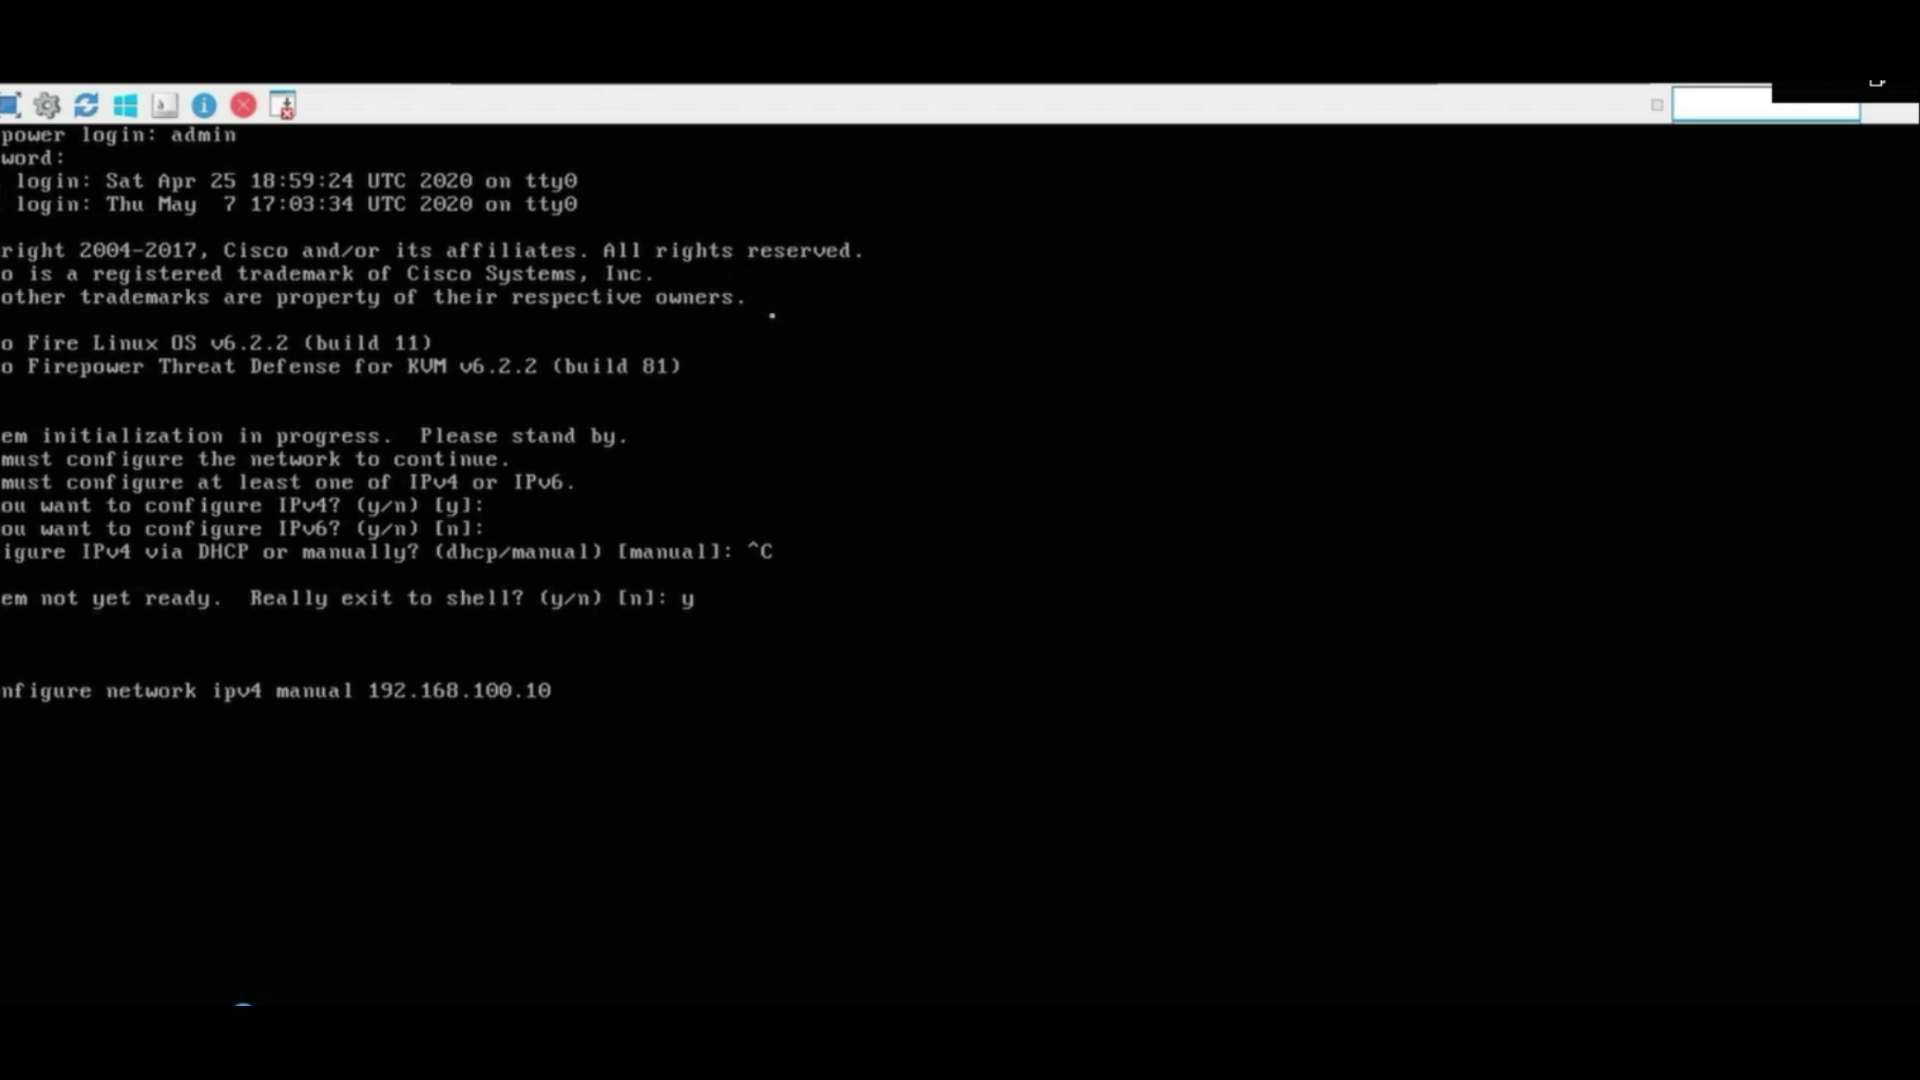 power login: admin
word:
login: Sat Apr 25 18:59:24 UTC 2020 on tty0
login: Thu May  7 17:03:34 UTC 2020 on tty0
right 2004-2017, Cisco and/or its affiliates. All rights reserved.
o is a registered trademark of Cisco Systems, Inc.
other trademarks are property of their respective owners.
o Fire Linux OS v6.2.2 (build 11)
o Firepower Threat Defense for KVM v6.2.2 (build 81)
em initialization in progress.  Please stand by.
must configure the network to continue.
must configure at least one of IPv4 or IPv6.
ou want to configure IPv4? (y/n) [y]:
ou want to configure IPv6? (y/n) [n]:
igure IPv4 via DHCP or manually? (dhcp/manual) [manual]: ^C
em not yet ready.  Really exit to shell? (y/n) [n]: y
nfigure network ipv4 manual 192.168.100.10